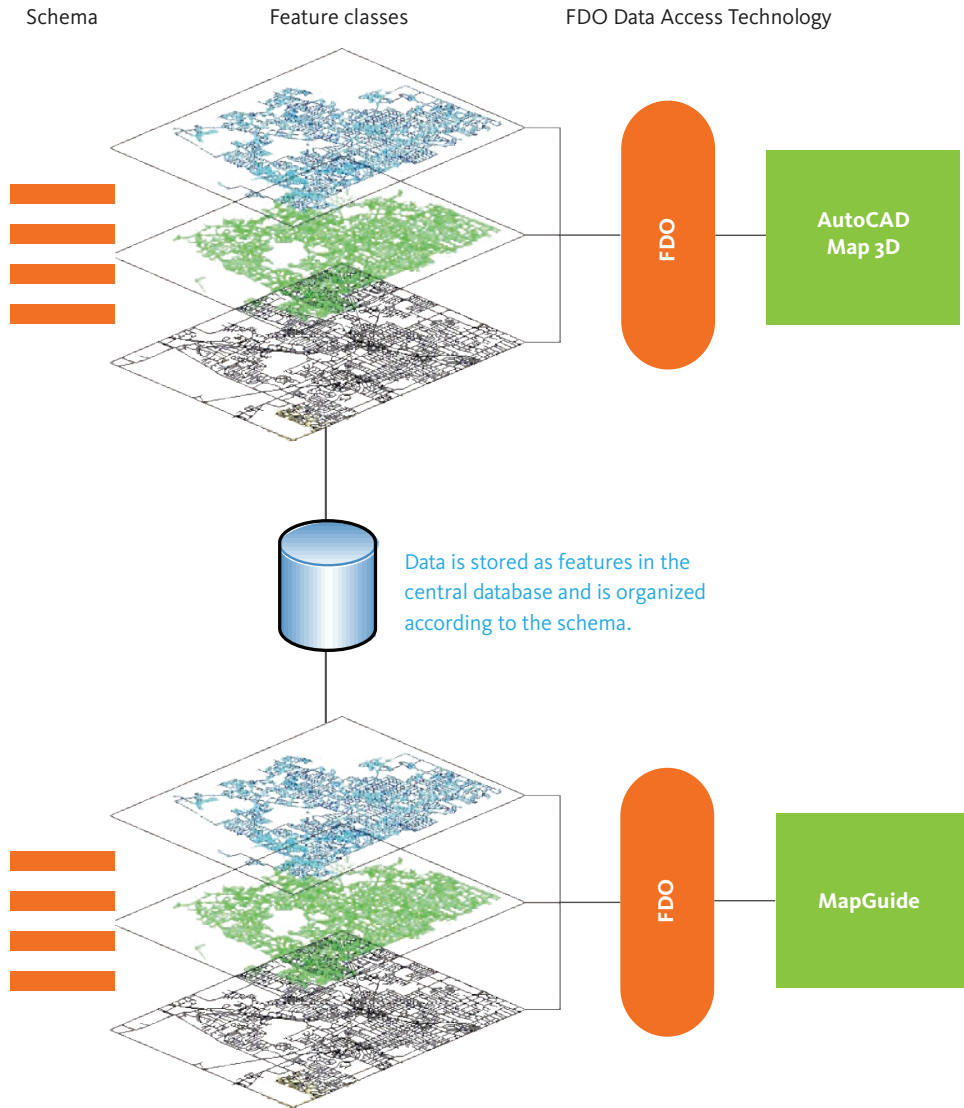 Schema
Feature classes
FDO Data Access Technology
FDO
AutoCAD
Map 3D
Data is stored as features in the
central database and is organized
according to the schema.
FDO
MapGuide